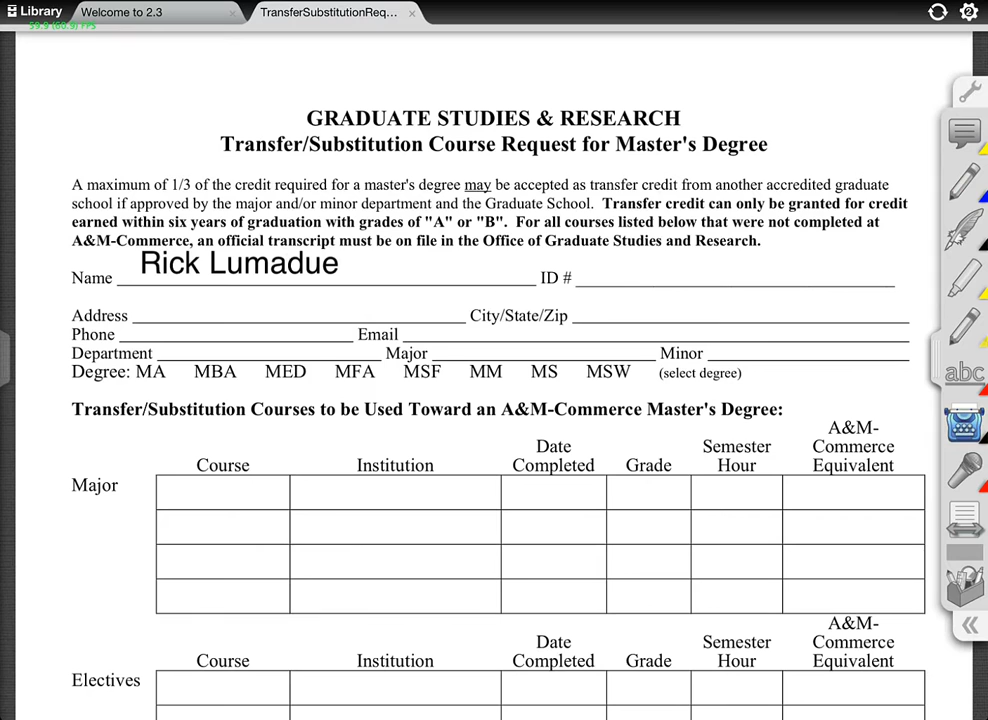 Library Welcome to 2.3 × TransferSubstitutionReq... ×
59.9 (60.9) FPS
GRADUATE STUDIES & RESEARCH
Transfer/Substitution Course Request for Master's Degree
A maximum of 1/3 of the credit required for a master's degree may be accepted as transfer credit from another accredited graduate
school if approved by the major and/or minor department and the Graduate School. Transfer credit can only be granted for credit
earned within six years of graduation with grades of "A" or "B". For all courses listed below that were not completed at
A&M-Commerce, an official transcript must be on file in the Office of Graduate Studies and Research.
Name Rick Lumadue ID #
Address City/State/Zip
Phone Email
Department Major Minor
Degree: MA MBA MED MFA MSF MM MS MSW (select degree)
Transfer/Substitution Courses to be Used Toward an A&M-Commerce Master's Degree:
Course Institution Date Completed Grade Semester Hour A&M-Commerce Equivalent
Major
Course Institution Date Completed Grade Semester Hour A&M-Commerce Equivalent
Electives
abc